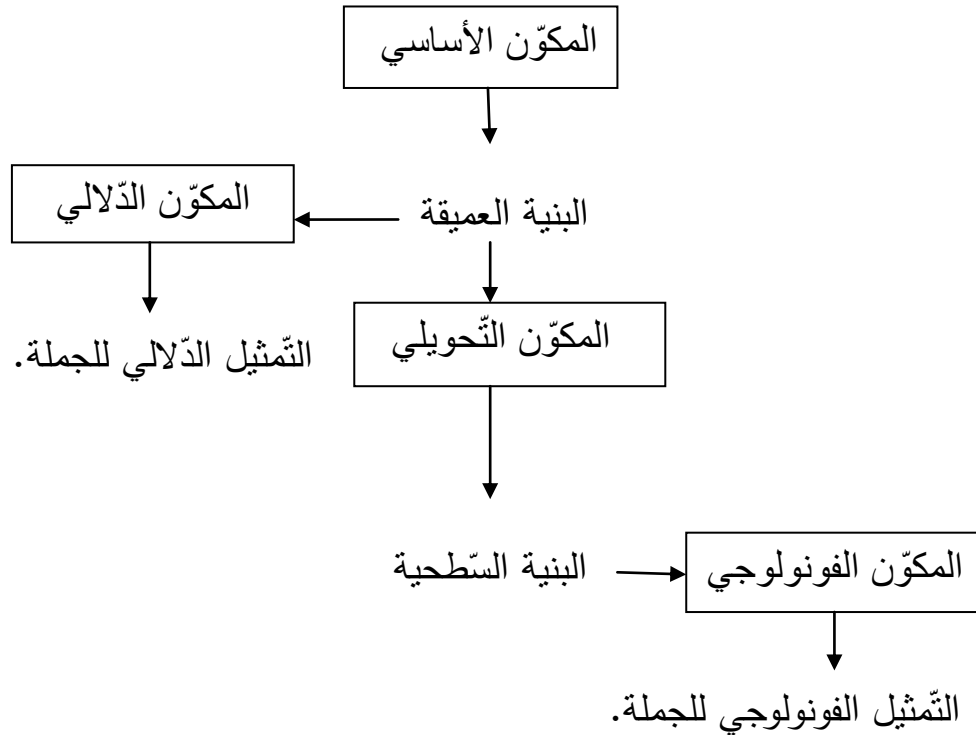 المكوّن الأساسي
المكوّن الدّلالي
البنية العميقة
المكوّن التّحويلي
التّمثيل الدّلالي للجملة.
المكوّن الفونولوجي
البنية السّطحية
التّمثيل الفونولوجي للجملة.